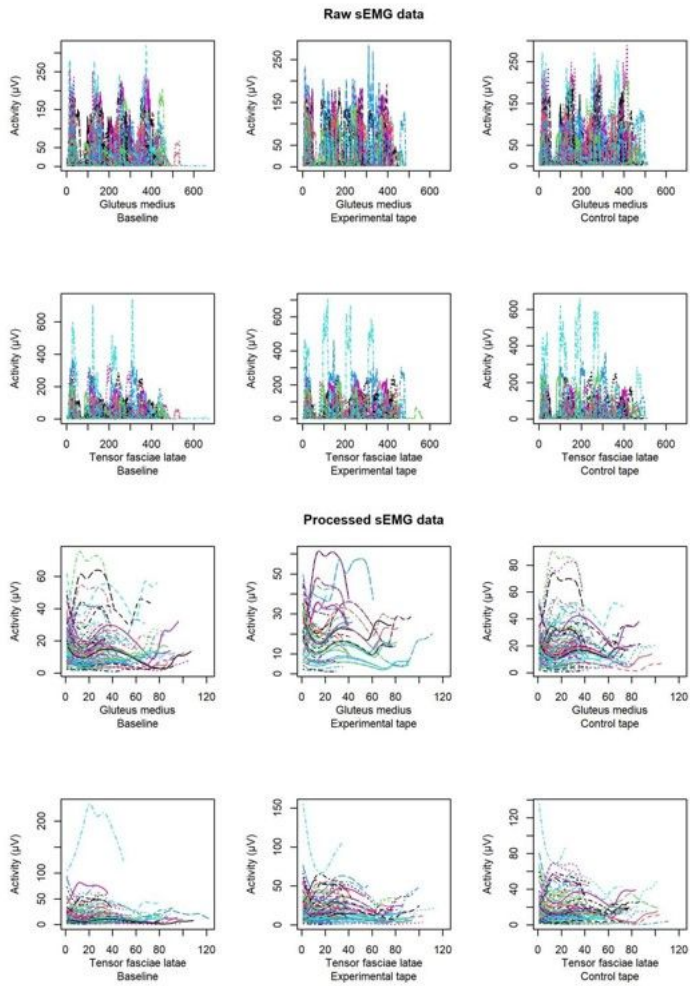 Raw sEMG data
Activity (µV)
0 50 150 250
0 200 400 600
Gluteus medius
Baseline
Activity (µV)
0 50 150 250
0 200 400 600
Gluteus medius
Experimental tape
Activity (µV)
0 50 150 250
0 200 400 600
Gluteus medius
Control tape
Activity (µV)
0 200 400 600
0 200 400 600
Tensor fasciae latae
Baseline
Activity (µV)
0 200 400 600
0 200 400 600
Tensor fasciae latae
Experimental tape
Activity (µV)
0 200 400 600
0 200 400 600
Tensor fasciae latae
Control tape
Processed sEMG data
Activity (µV)
0 20 40 60
0 20 40 60 80 100 120
Gluteus medius
Baseline
Activity (µV)
0 10 30 50
0 20 40 60 80 120
Gluteus medius
Experimental tape
Activity (µV)
0 20 40 60 80
0 20 40 60 80 120
Gluteus medius
Control tape
Activity (µV)
0 50 100 200
0 20 40 60 80 100 120
Tensor fasciae latae
Baseline
Activity (µV)
0 50 100 150
0 20 40 60 80 120
Tensor fasciae latae
Experimental tape
Activity (µV)
0 40 80 120
0 20 40 60 80 120
Tensor fasciae latae
Control tape